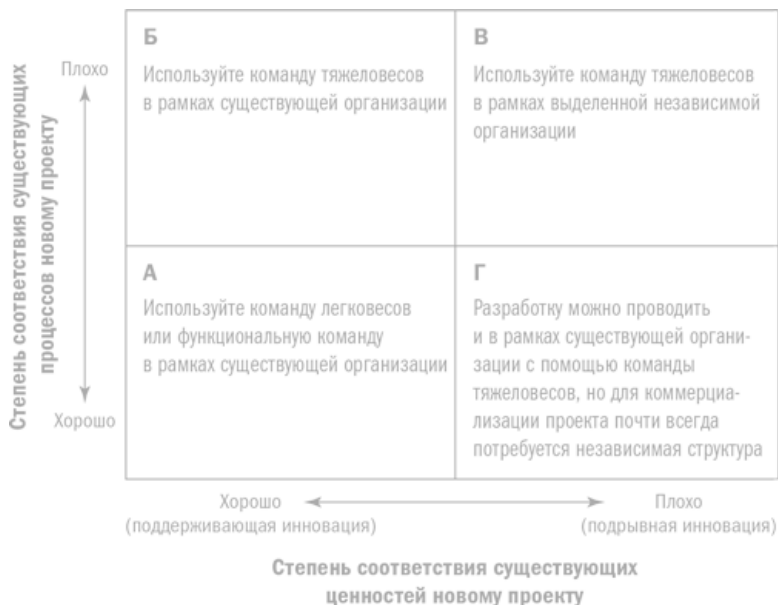 Степень соответствия существующих
процессов новому проекту
Плохо
Хорошо
Б
Используйте команду тяжеловесов
в рамках существующей организации
В
Используйте команду тяжеловесов
в рамках выделенной независимой
организации
А
Используйте команду легковесов
или функциональную команду
в рамках существующей организации
Г
Разработку можно проводить
и в рамках существующей органи-
зации с помощью команды
тяжеловесов, но для коммерциа-
лизации проекта почти всегда
потребуется независимая структура
Хорошо
(поддерживающая инновация)
Плохо
(подрывная инновация)
Степень соответствия существующих
ценностей новому проекту